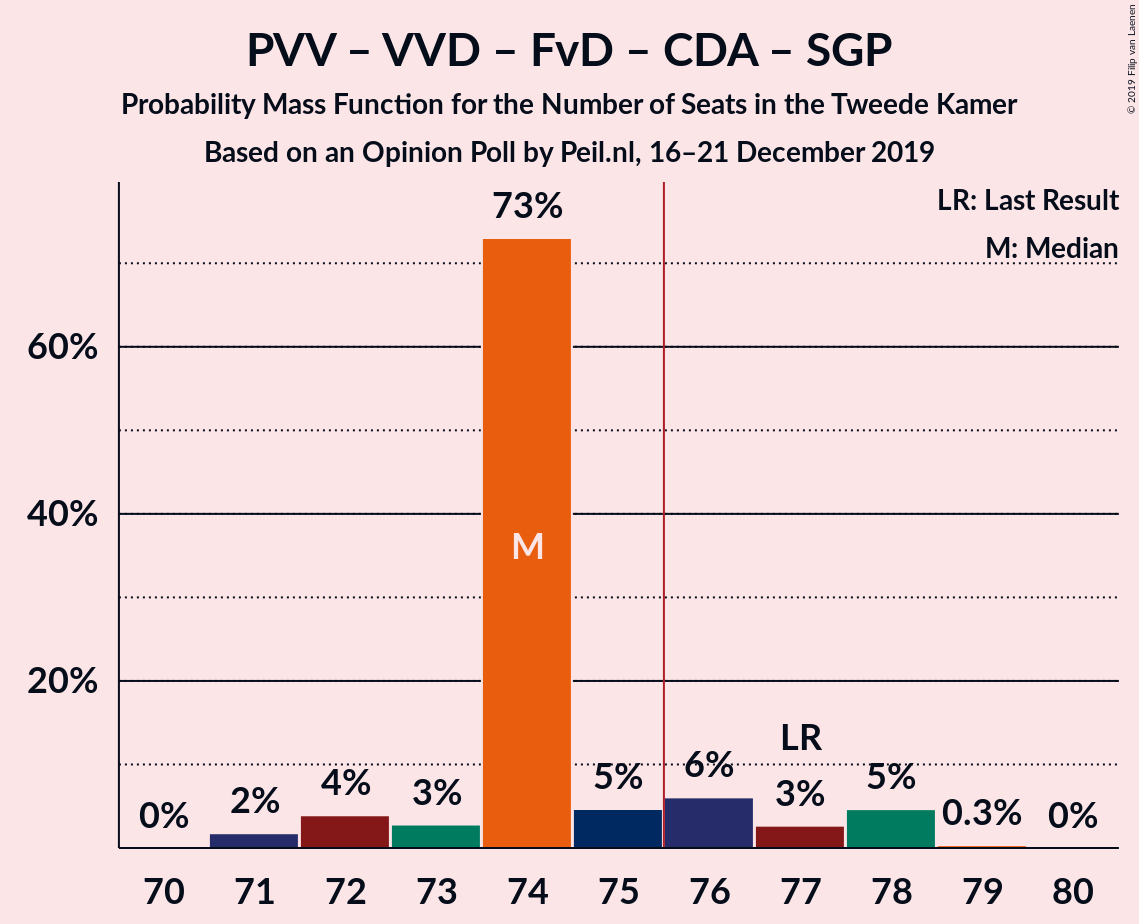 PVV – VVD – FvD – CDA – SGP
Probability Mass Function for the Number of Seats in the Tweede Kamer
Based on an Opinion Poll by Peil.nl, 16–21 December 2019
© 2019 Filip van Laenen
LR: Last Result
M: Median
73%
60%
40%
20%
M
LR
0%
2%
4%
3%
5%
6%
3%
5%
0.3%
0%
70 71 72 73 74 75 76 77 78 79 80